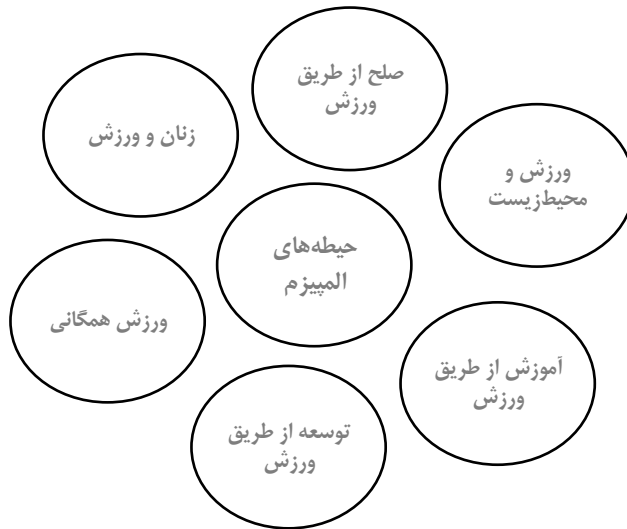 صلح از طریق
ورزش
زنان و ورزش
ورزش و
محیط‌زیست
حیطه‌های
المپیزم
ورزش همگانی
آموزش از طریق
ورزش
توسعه از طریق
ورزش